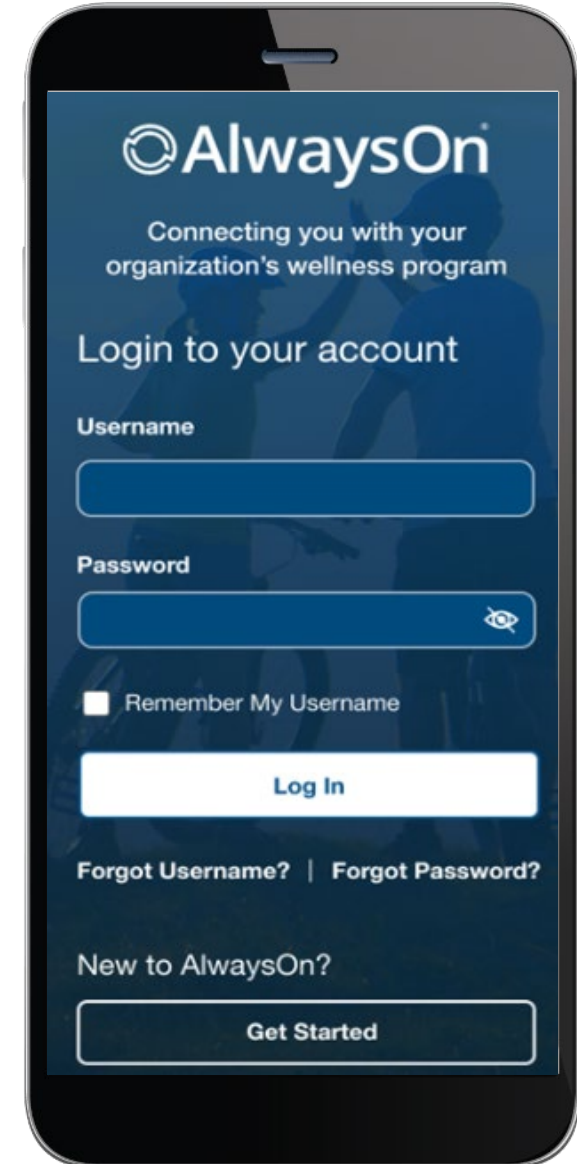 AlwaysOn
Connecting you with your
organization's wellness program
Login to your account
Username
Password
Remember My Username
Log In
Forgot Username? | Forgot Password?
New to AlwaysOn?
Get Started